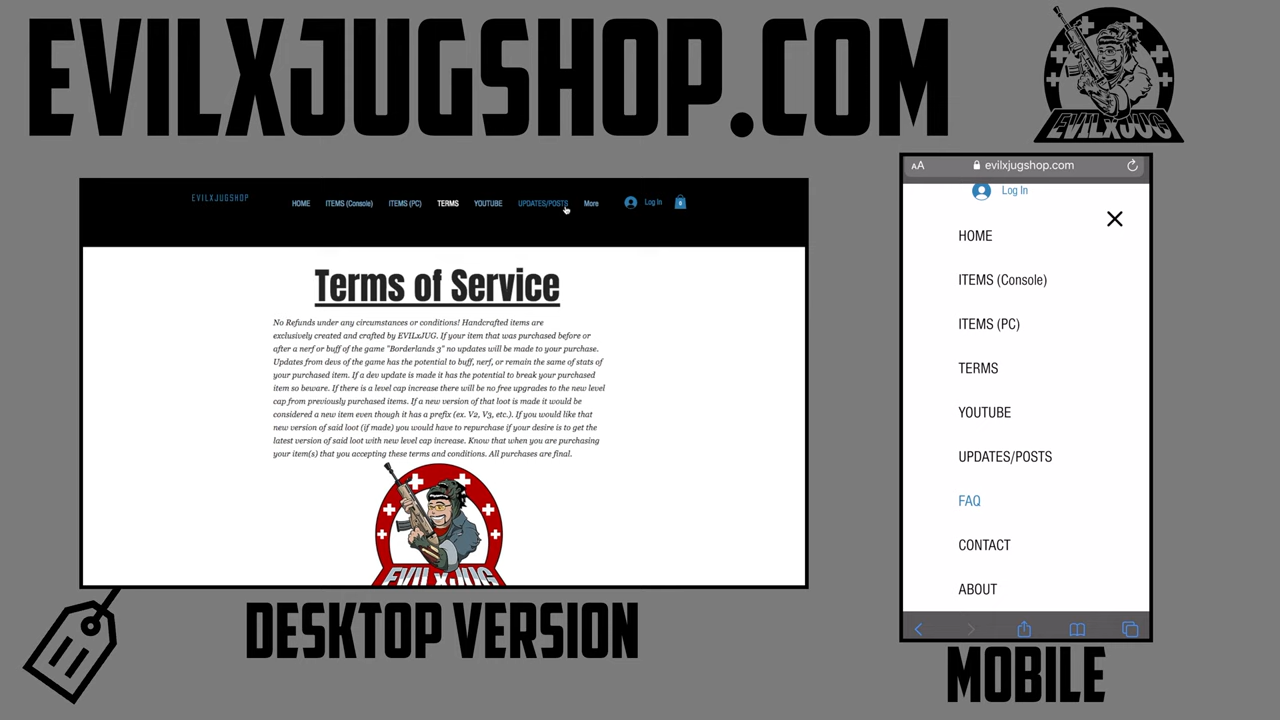 EVILXJUGSHOP.COM
EVILXJUG
EVILXJUGSHOP
HOME ITEMS (Console) ITEMS (PC) TERMS YOUTUBE UPDATES/POSTS More Log In 0
Terms of Service
No Refunds under any circumstances or conditions! Handcrafted items are
exclusively created and crafted by EVILxJUG. If your item that was purchased before or
after a nerf or buff of the game "Borderlands 3" no updates will be made to your purchase.
Updates from devs of the game has the potential to buff, nerf, or remain the same of stats of
your purchased item. If a dev update is made it has the potential to break your purchased
item so beware. If there is a level cap increase there will be no free upgrades to the new level
cap from previously purchased items. If a new version of that loot is made it would be
considered a new item even though it has a prefix (ex. V2, V3, etc.). If you would like that
new version of said loot (if made) you would have to repurchase if your desire is to get the
latest version of said loot with new level cap increase. Know that when you are purchasing
your item(s) that you accepting these terms and conditions. All purchases are final.
EVILXJUG
DESKTOP VERSION
AA evilxjugshop.com
Log In
HOME
ITEMS (Console)
ITEMS (PC)
TERMS
YOUTUBE
UPDATES/POSTS
FAQ
CONTACT
ABOUT
MOBILE